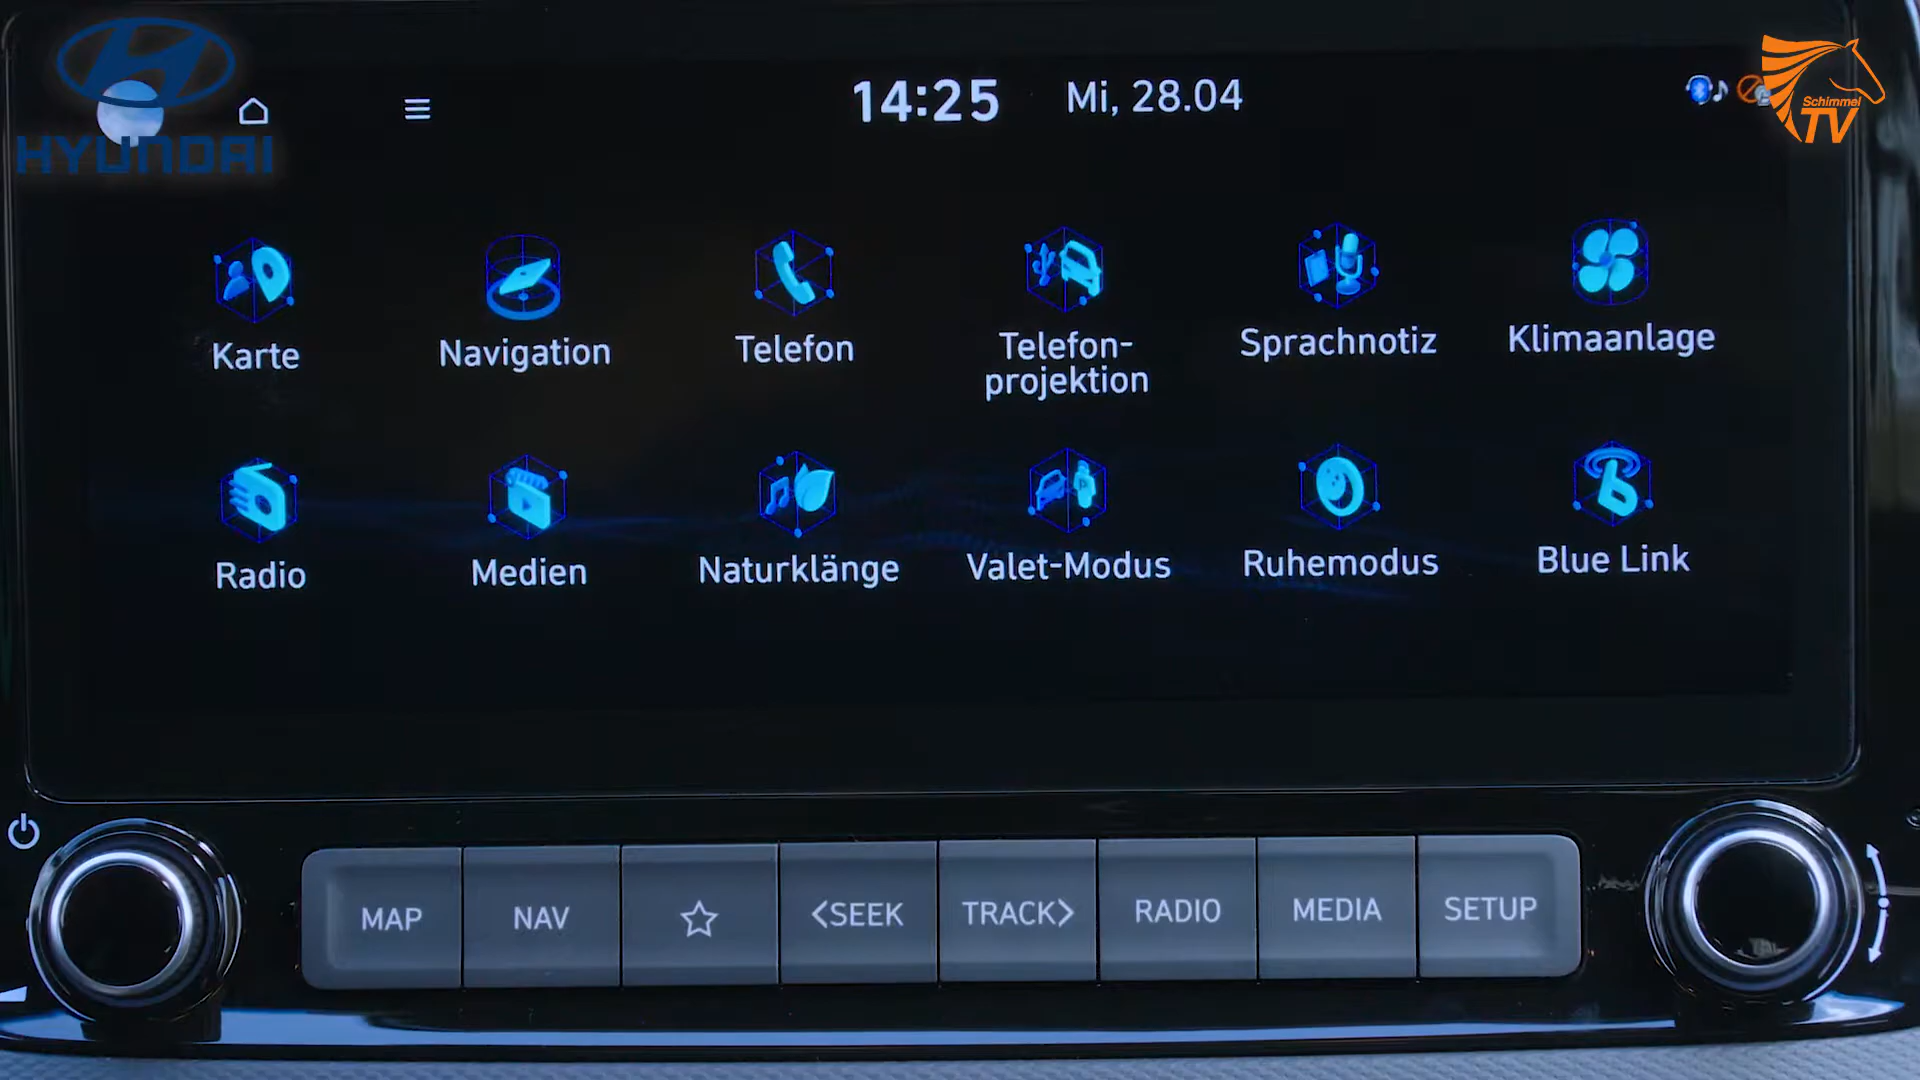 HYUNDAI
14:25 Mi, 28.04
Schimmel
TV
Karte Navigation Telefon Telefon-
projektion Sprachnotiz Klimaanlage
Radio Medien Naturklänge Valet-Modus Ruhemodus Blue Link
MAP NAV <SEEK TRACK> RADIO MEDIA SETUP